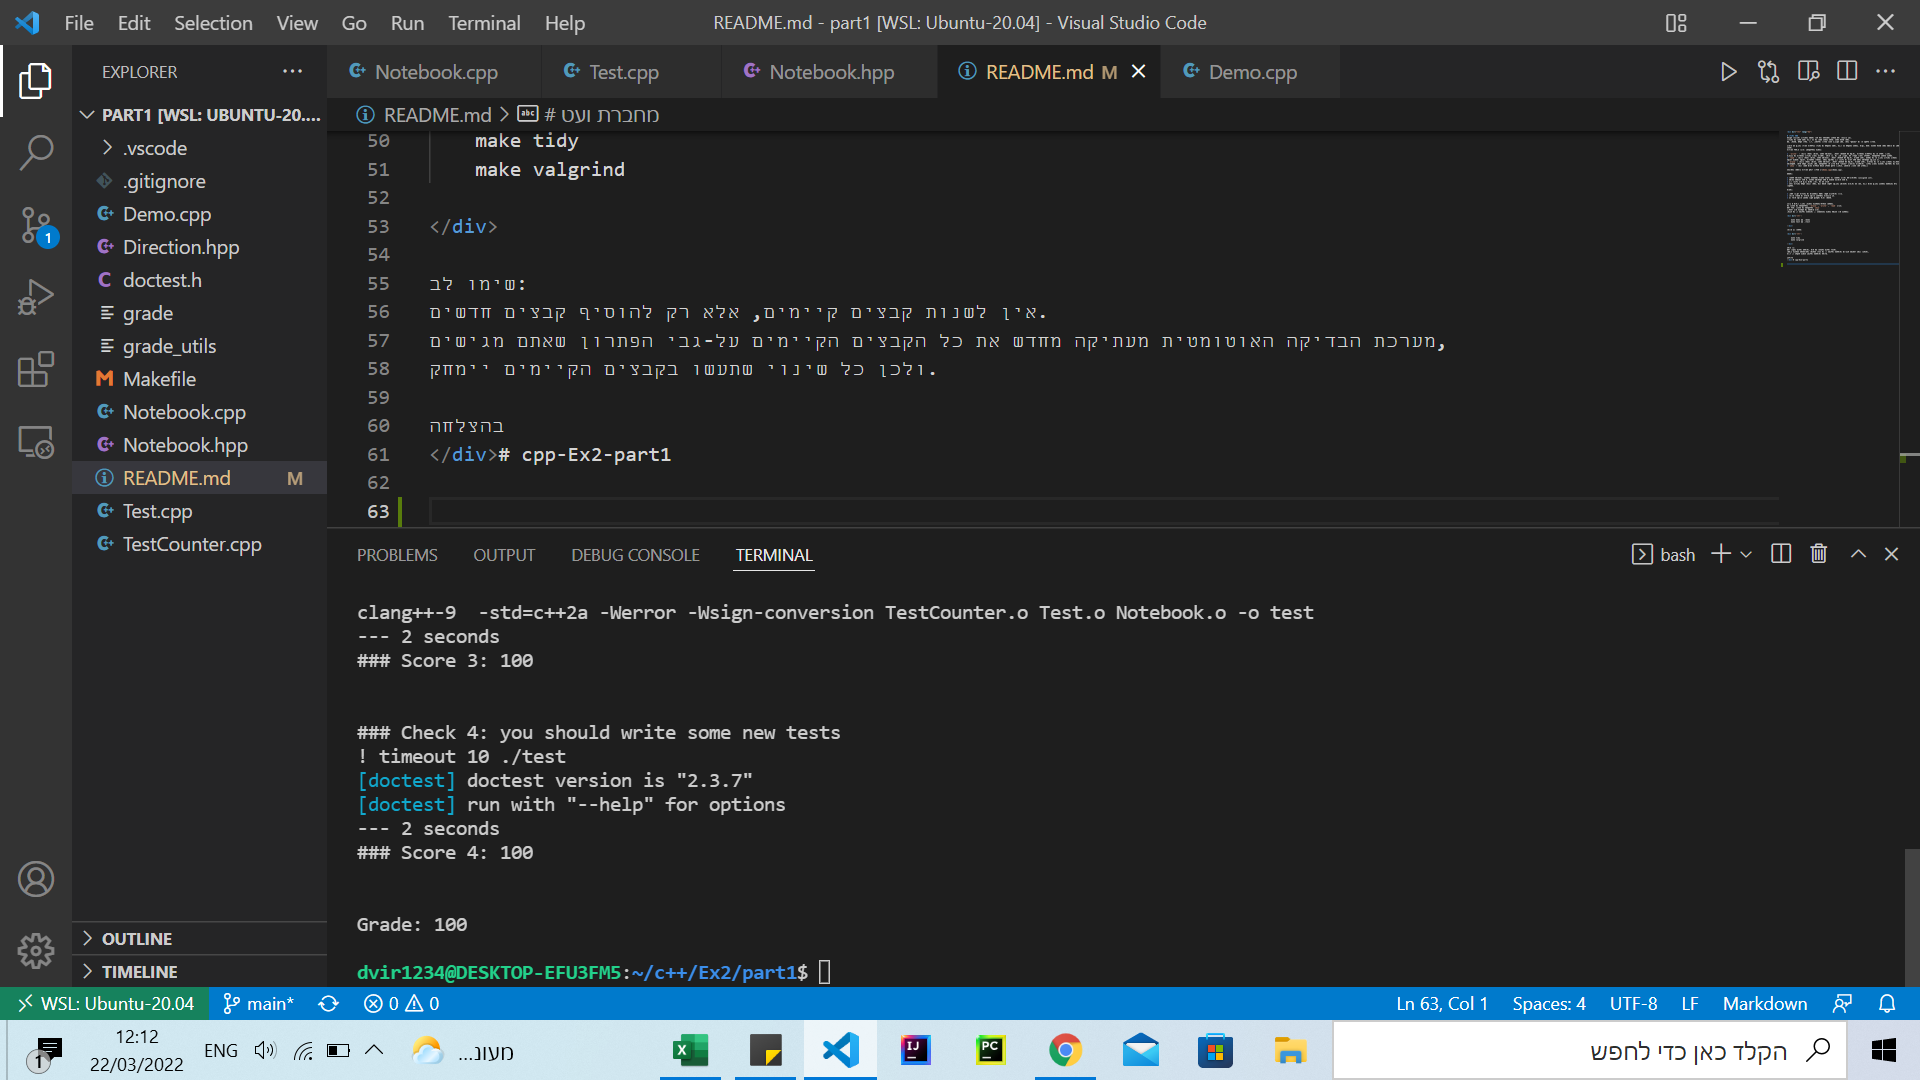 File Edit Selection View Go Run Terminal Help
README.md - part1 [WSL: Ubuntu-20.04] - Visual Studio Code
EXPLORER
Notebook.cpp
Test.cpp
Notebook.hpp
README.md M
Demo.cpp
PART1 [WSL: UBUNTU-20....
.vscode
.gitignore
Demo.cpp
Direction.hpp
doctest.h
grade
grade_utils
Makefile
Notebook.cpp
Notebook.hpp
README.md M
Test.cpp
TestCounter.cpp
OUTLINE
TIMELINE
1
README.md > # מחברת ועט
50 make tidy
51 make valgrind
52
53 </div>
54
55 שימו לב:
56 אין לשנות קבצים קיימים, אלא רק להוסיף קבצים חדשים.
57 מערכת הבדיקה האוטומטית מעתיקה מחדש את כל הקבצים הקיימים על-גבי הפתרון שאתם מגישים,
58 ולכן כל שינוי שתעשו בקבצים הקיימים יימחק.
59
60 בהצלחה
61 </div># cpp-Ex2-part1
62
63
PROBLEMS OUTPUT DEBUG CONSOLE TERMINAL
bash
clang++-9  -std=c++2a -Werror -Wsign-conversion TestCounter.o Test.o Notebook.o -o test
--- 2 seconds
### Score 3: 100
### Check 4: you should write some new tests
! timeout 10 ./test
[doctest] doctest version is "2.3.7"
[doctest] run with "--help" for options
--- 2 seconds
### Score 4: 100
Grade: 100
dvir1234@DESKTOP-EFU3FM5:~/c++/Ex2/part1$
WSL: Ubuntu-20.04 main* 0 0
Ln 63, Col 1 Spaces: 4 UTF-8 LF Markdown
1
12:12
22/03/2022
ENG
מעונ...
הקלד כאן כדי לחפש